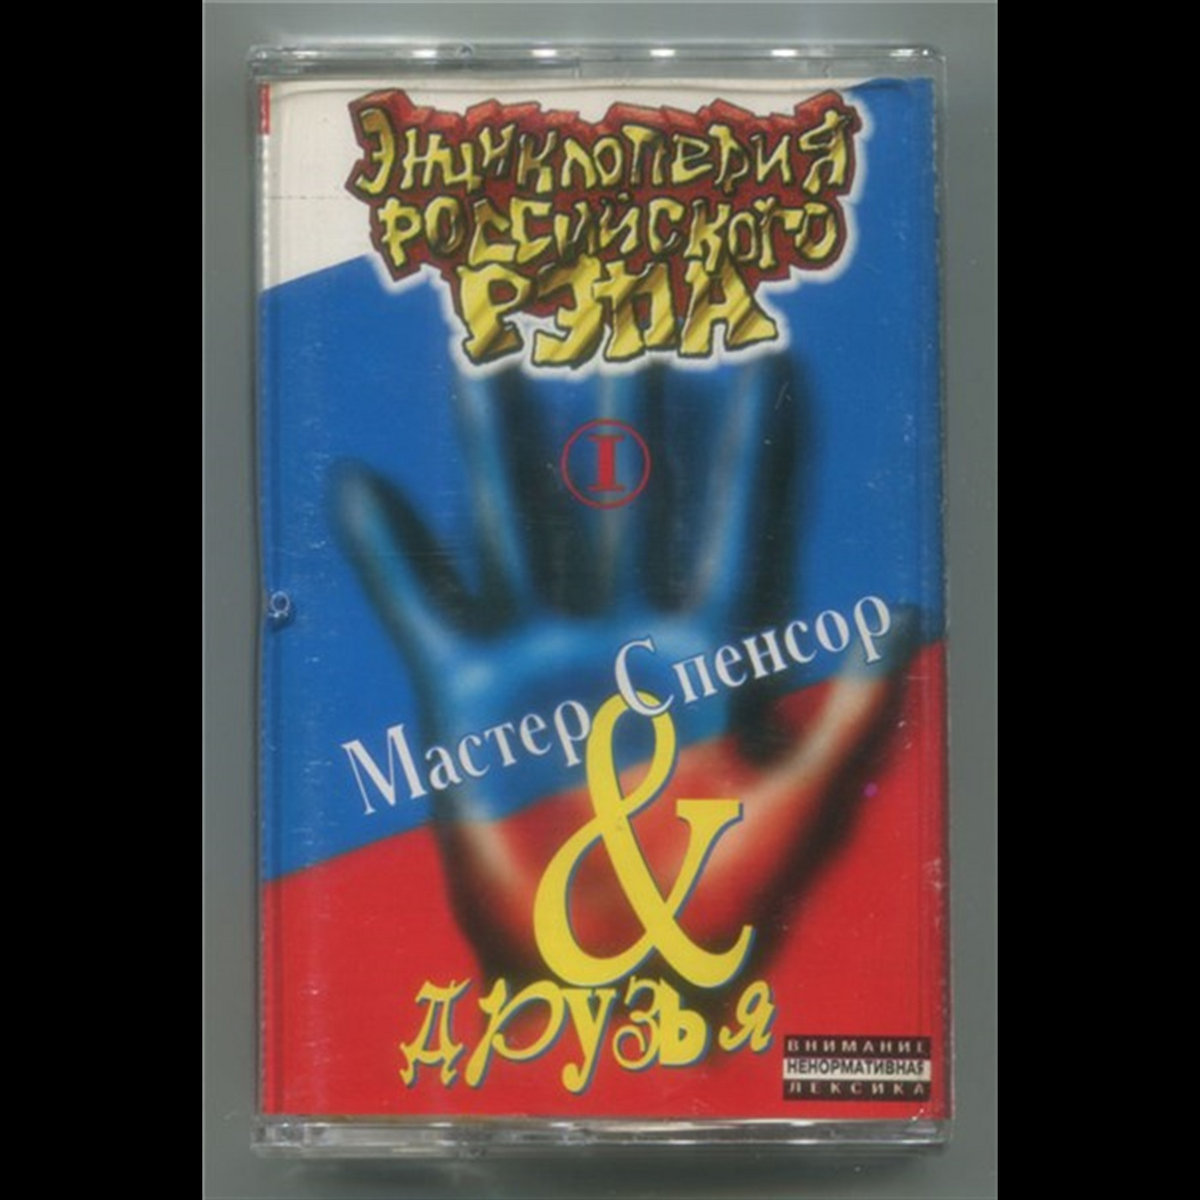 Энциклопедия
Российского
Рэпа
I
Мастер Спенсор
&
друзья
ВНИМАНИЕ
НЕНОРМАТИВНАЯ
ЛЕКСИКА